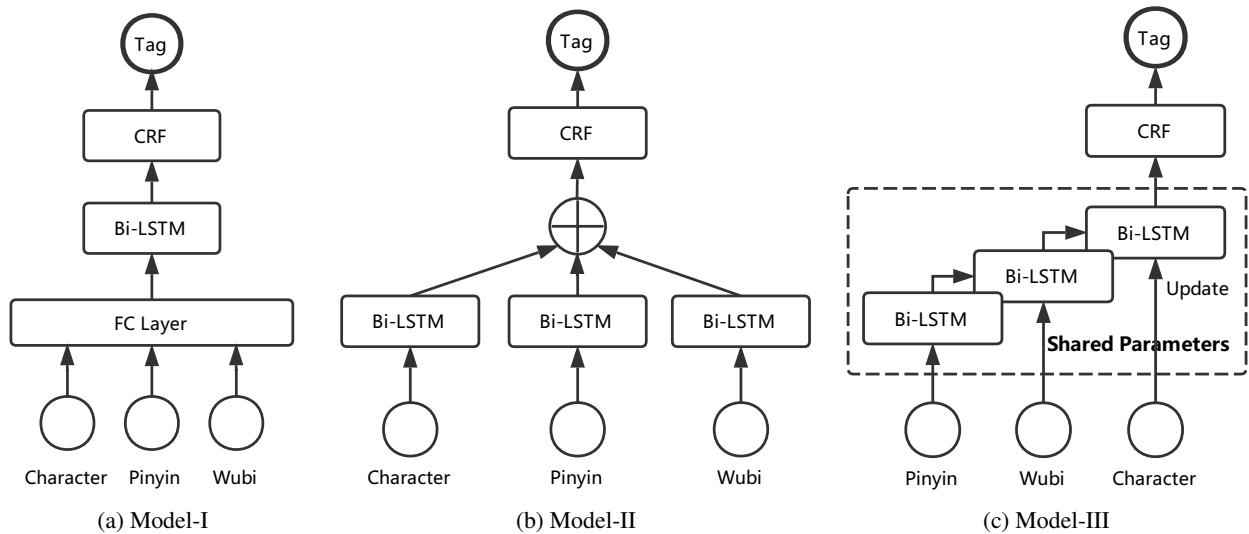 Tag
CRF
Bi-LSTM
FC Layer
Character Pinyin Wubi
(a) Model-I
Tag
CRF
Bi-LSTM Bi-LSTM Bi-LSTM
Character Pinyin Wubi
(b) Model-II
Tag
CRF
Bi-LSTM
Bi-LSTM
Update
Bi-LSTM
Shared Parameters
Pinyin Wubi Character
(c) Model-III